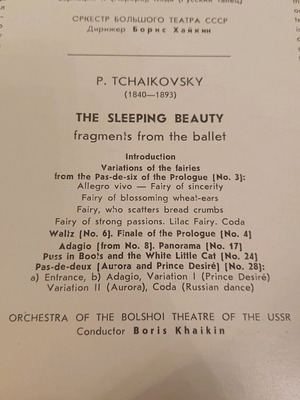 (Русский танец)
ОРКЕСТР БОЛЬШОГО ТЕАТРА СССР
Дирижер Борис Хайкин
P. TCHAIKOVSKY
(1840—1893)
THE SLEEPING BEAUTY
fragments from the ballet
Introduction
Variations of the fairies
from the Pas-de-six of the Prologue [No. 3]:
Allegro vivo — Fairy of sincerity
Fairy of blossoming wheat-ears
Fairy, who scatters bread crumbs
Fairy of strong passions. Lilac Fairy. Coda
Waltz [No. 6]. Finale of the Prologue [No. 4]
Adagio [from No. 8]. Panorama [No. 17]
Puss in Boots and the White Little Cat [No. 24]
Pas-de-deux [Aurora and Prince Desiré] [No. 28]:
a) Entrance, b) Adagio, Variation I (Prince Desiré)
Variation II (Aurora), Coda (Russian dance)
ORCHESTRA OF THE BOLSHOI THEATRE OF THE USSR
Conductor Boris Khaikin